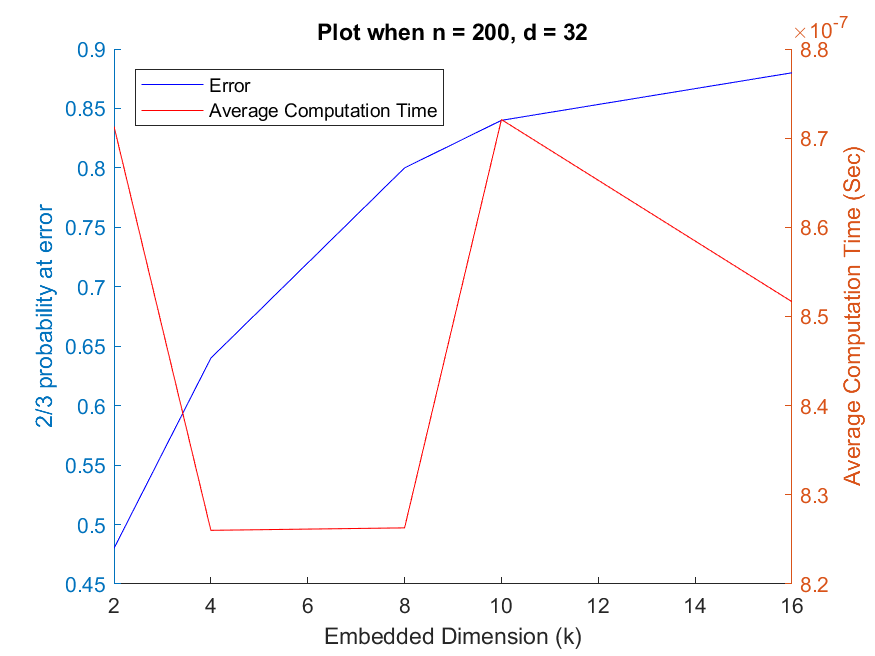 Plot when n = 200, d = 32
×10-7
Error
Average Computation Time
0.9
0.85
0.8
0.75
0.7
0.65
0.6
0.55
0.5
0.45
2/3 probability at error
8.8
8.7
8.6
8.5
8.4
8.3
8.2
Average Computation Time (Sec)
2 4 6 8 10 12 14 16
Embedded Dimension (k)